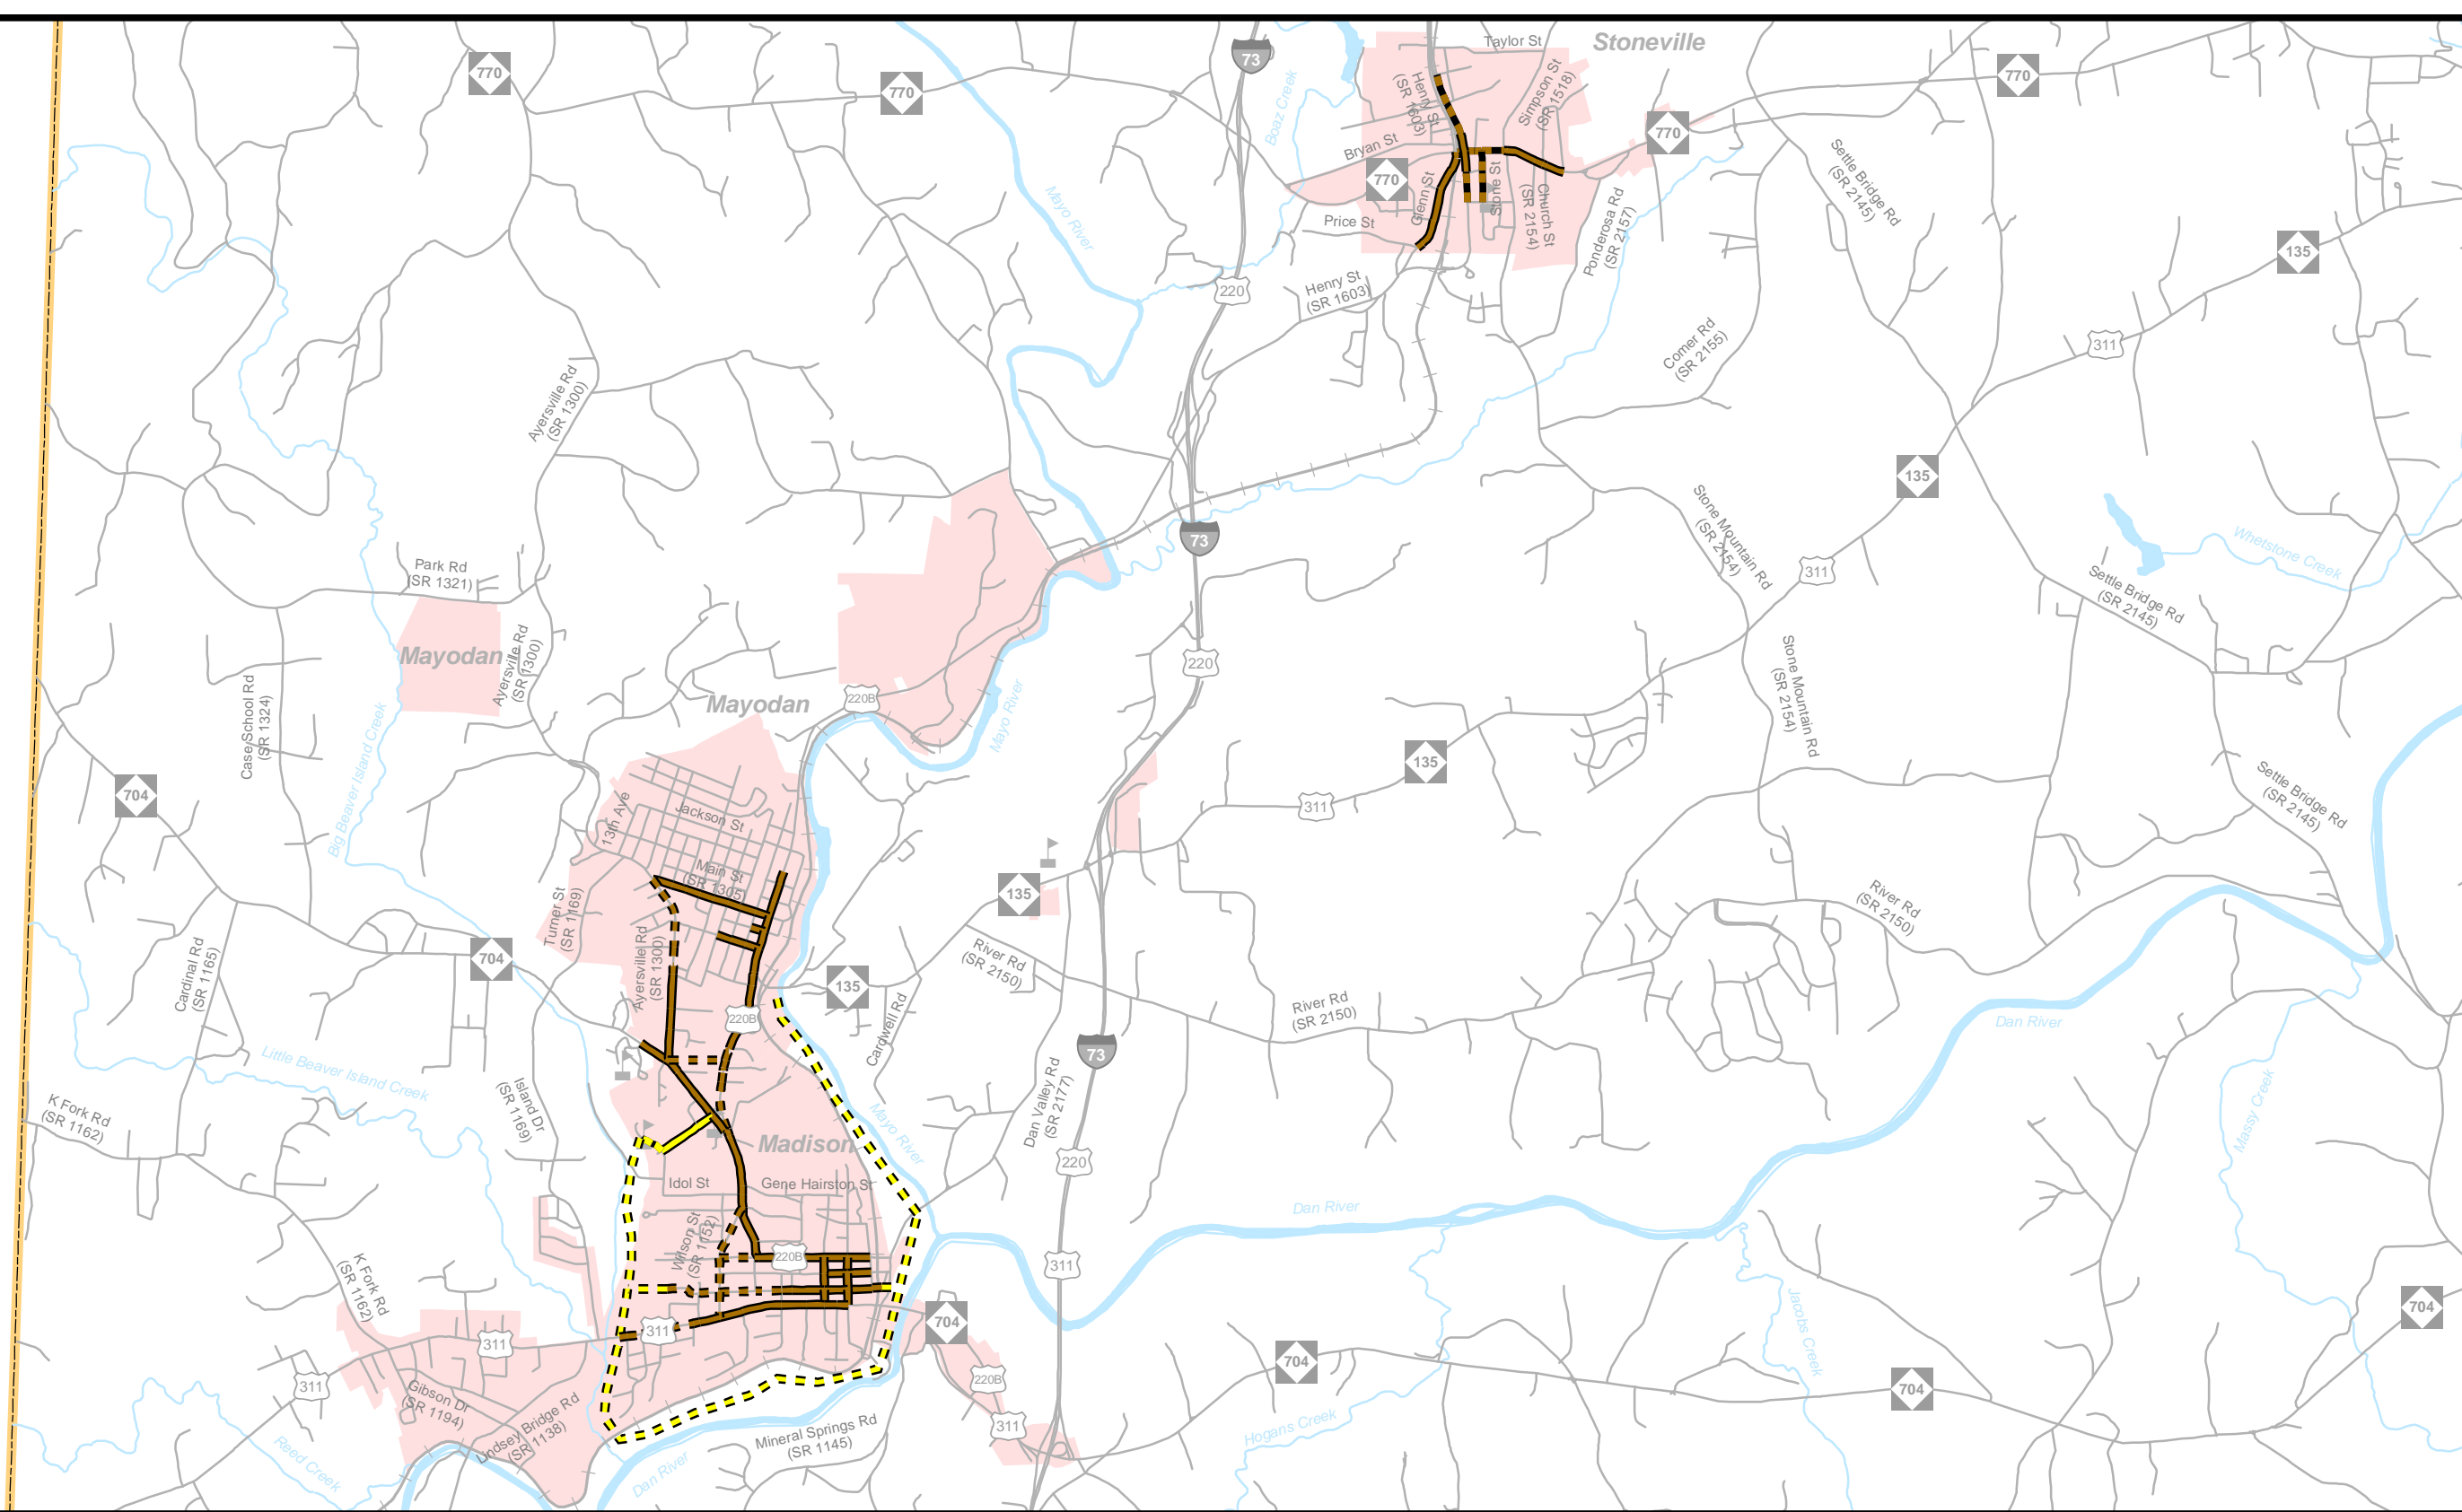 Stoneville
Taylor St
73
770
770
770
770
770
Boaz Creek
Henry St
(SR 1603)
Simpson St
(SR 1518)
Bryan St
Glenn St
Stone St
Church St
(SR 2154)
Price St
Ponderosa Rd
(SR 2157)
Settle Bridge Rd
(SR 2145)
Mayo River
135
220
Henry St
(SR 1603)
Comer Rd
(SR 2155)
311
Ayersville Rd
(SR 1300)
135
Stone Mountain Rd
(SR 2154)
73
Whetstone Creek
Park Rd
(SR 1321)
311
Settle Bridge Rd
(SR 2145)
Mayodan
Ayersville Rd
(SR 1300)
220
Case School Rd
(SR 1324)
Mayodan
220B
Mayo River
Stone Mountain Rd
(SR 2154)
Big Beaver Island Creek
135
704
311
Settle Bridge Rd
(SR 2145)
13th Ave
Jackson St
Main St
(SR 1305)
135
River Rd
(SR 2150)
Turner St
(SR 1169)
Cardinal Rd
(SR 1165)
704
Ayersville Rd
(SR 1300)
River Rd
(SR 2150)
135
220B
River Rd
(SR 2150)
Dan River
Cardwell Rd
73
Little Beaver Island Creek
K Fork Rd
(SR 1162)
Island Dr
(SR 1169)
Dan Valley Rd
(SR 2177)
Massy Creek
Mayo River
Madison
220
Idol St
Gene Hairston St
Dan River
Wilson St
(SR 1152)
220B
311
K Fork Rd
(SR 1162)
704
704
Jacobs Creek
311
311
704
704
220B
311
Gibson Dr
(SR 1194)
Lindsey Bridge Rd
(SR 1138)
311
Mineral Springs Rd
(SR 1145)
Hogans Creek
Reed Creek
Dan River